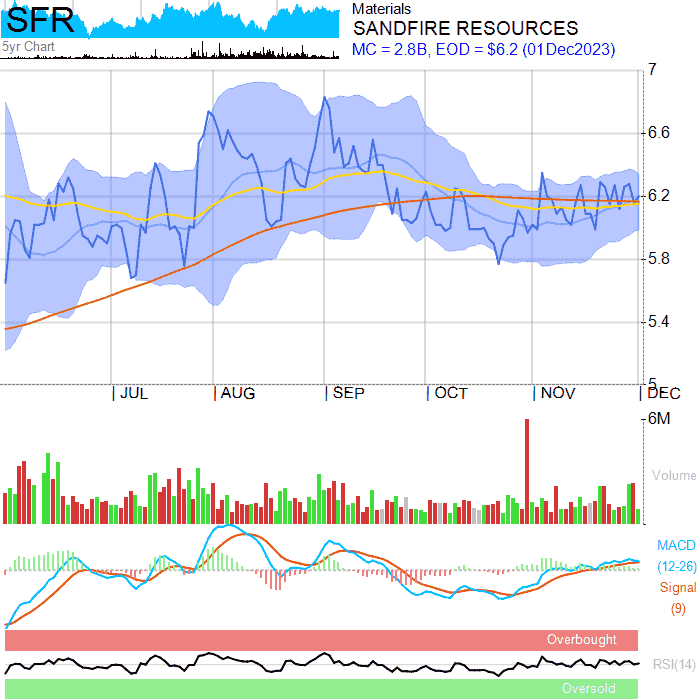 SFR
5yr Chart
Materials
SANDFIRE RESOURCES
MC = 2.8B, EOD = $6.2 (01Dec2023)
7
6.6
6.2
5.8
5.4
5
JUL AUG SEP OCT NOV DEC
6M
Volume
MACD
(12-26)
Signal
(9)
Overbought
RSI(14)
Oversold